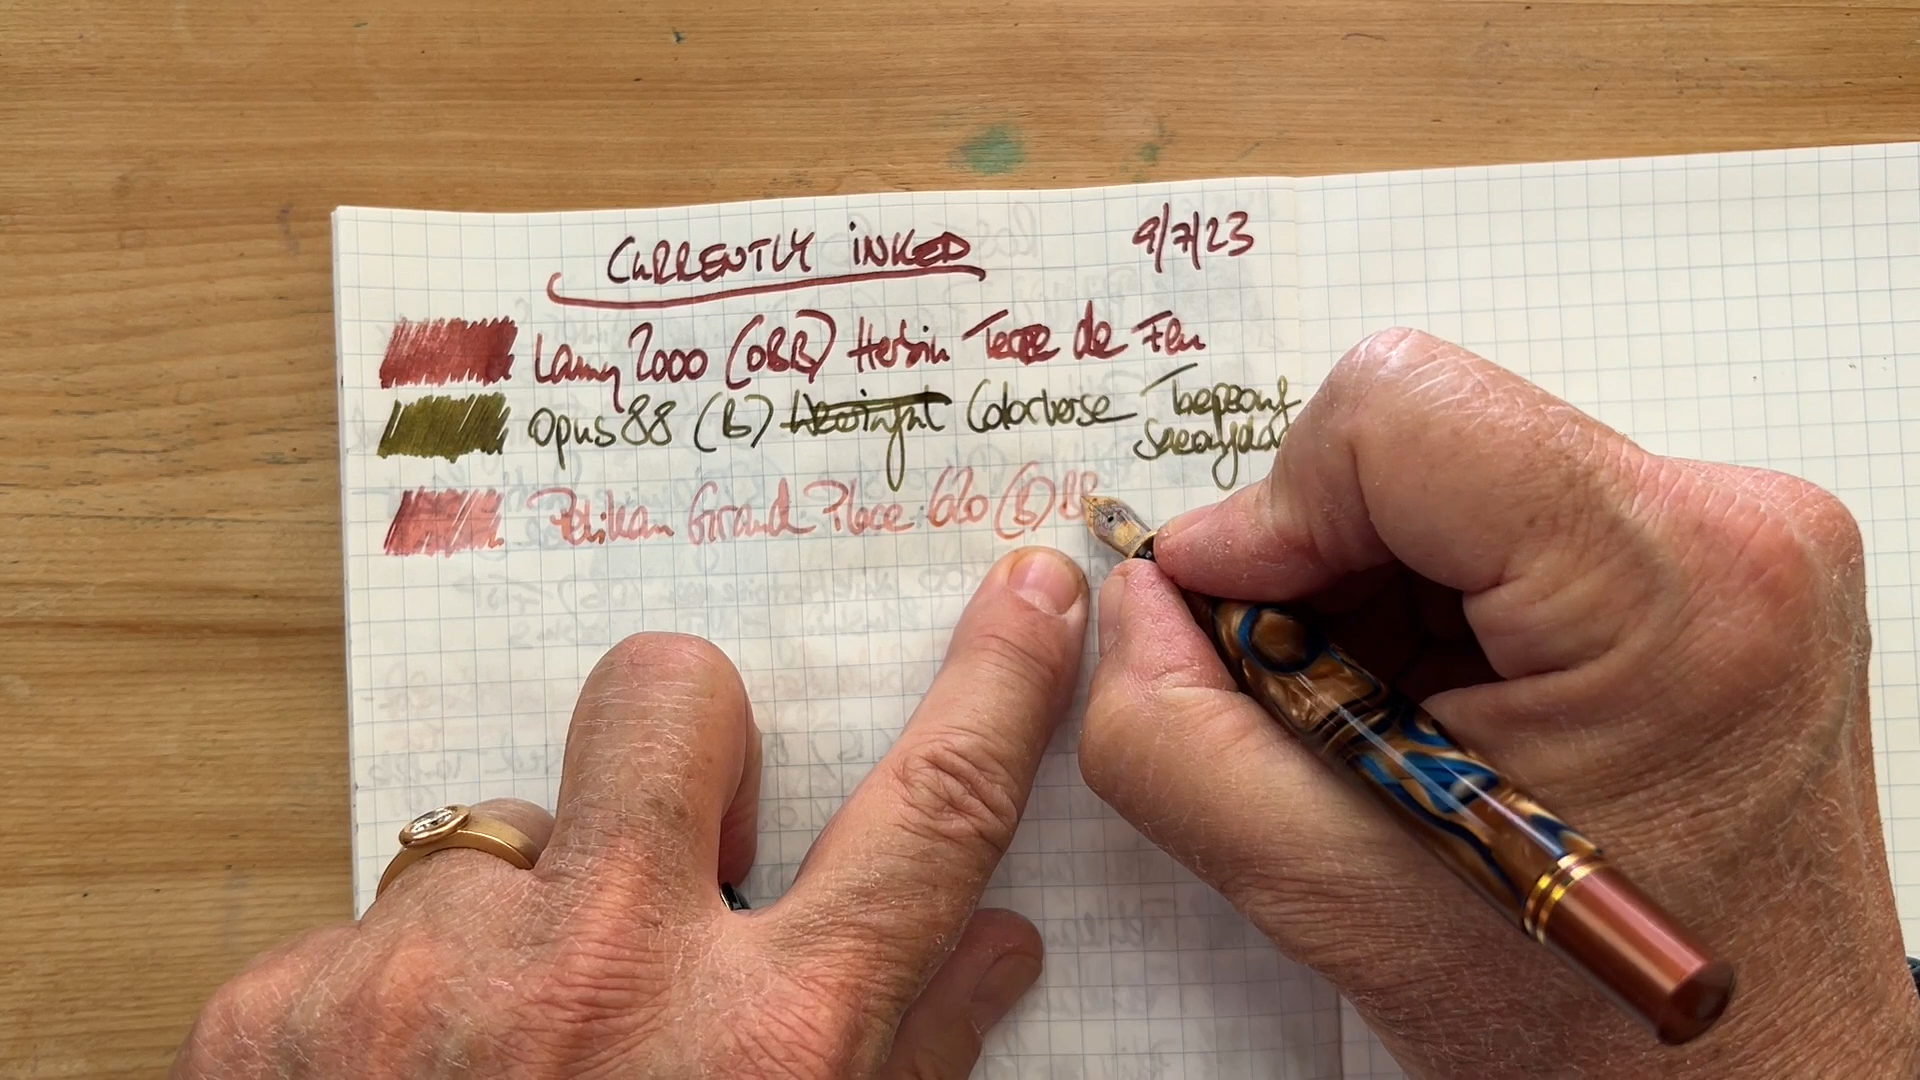 CURRENTLY INKED 9/7/23
Lamy 2000 (OBB) Herbin Terre de Feu
Opus 88 (B) Colorverse
Pelikan Grand Place 620 (B) BB